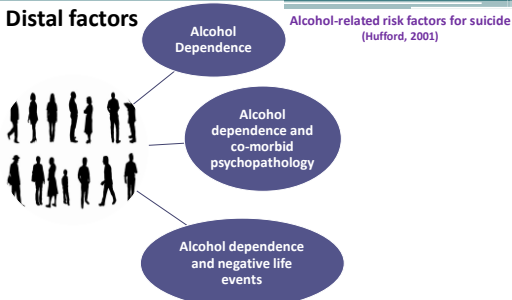 Distal factors
Alcohol-related risk factors for suicide
(Hufford, 2001)
Alcohol
Dependence
Alcohol
dependence and
co-morbid
psychopathology
Alcohol dependence
and negative life
events